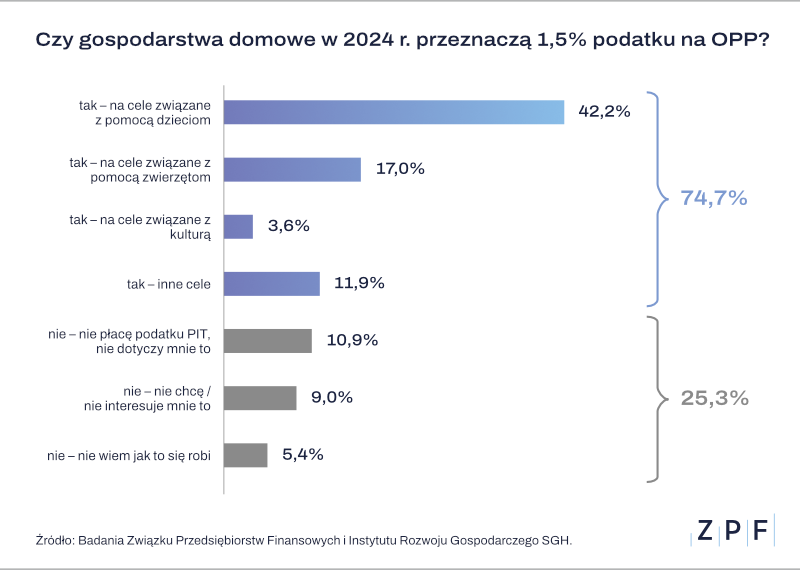 Czy gospodarstwa domowe w 2024 r. przeznaczą 1,5% podatku na OPP?
tak – na cele związane
z pomocą dzieciom
42,2%
tak – na cele związane z
pomocą zwierzętom
17,0%
tak – na cele związane z
kulturą
3,6%
tak – inne cele
11,9%
74,7%
nie – nie płacę podatku PIT,
nie dotyczy mnie to
10,9%
nie – nie chcę /
nie interesuje mnie to
9,0%
nie – nie wiem jak to się robi
5,4%
25,3%
Źródło: Badania Związku Przedsiębiorstw Finansowych i Instytutu Rozwoju Gospodarczego SGH.
ZPF